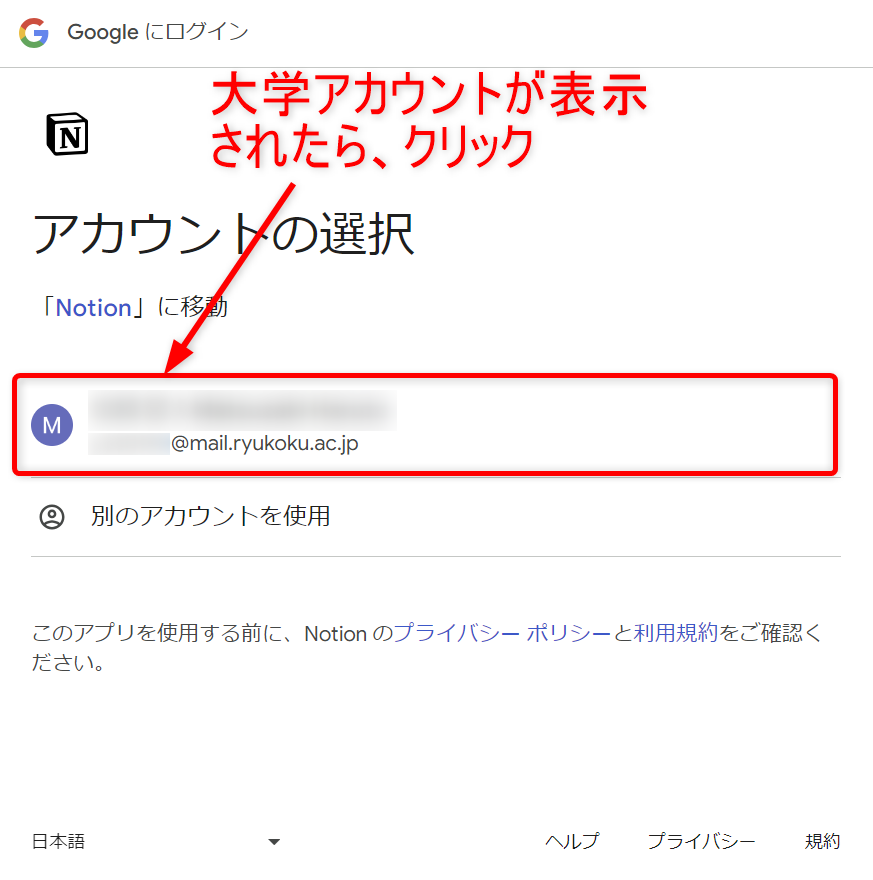 Google にログイン
大学アカウントが表示
されたら、クリック
N
アカウントの選択
「Notion」に移動
M
@mail.ryukoku.ac.jp
別のアカウントを使用
このアプリを使用する前に、Notion のプライバシー ポリシーと利用規約をご確認く
ださい。
日本語 ヘルプ プライバシー 規約